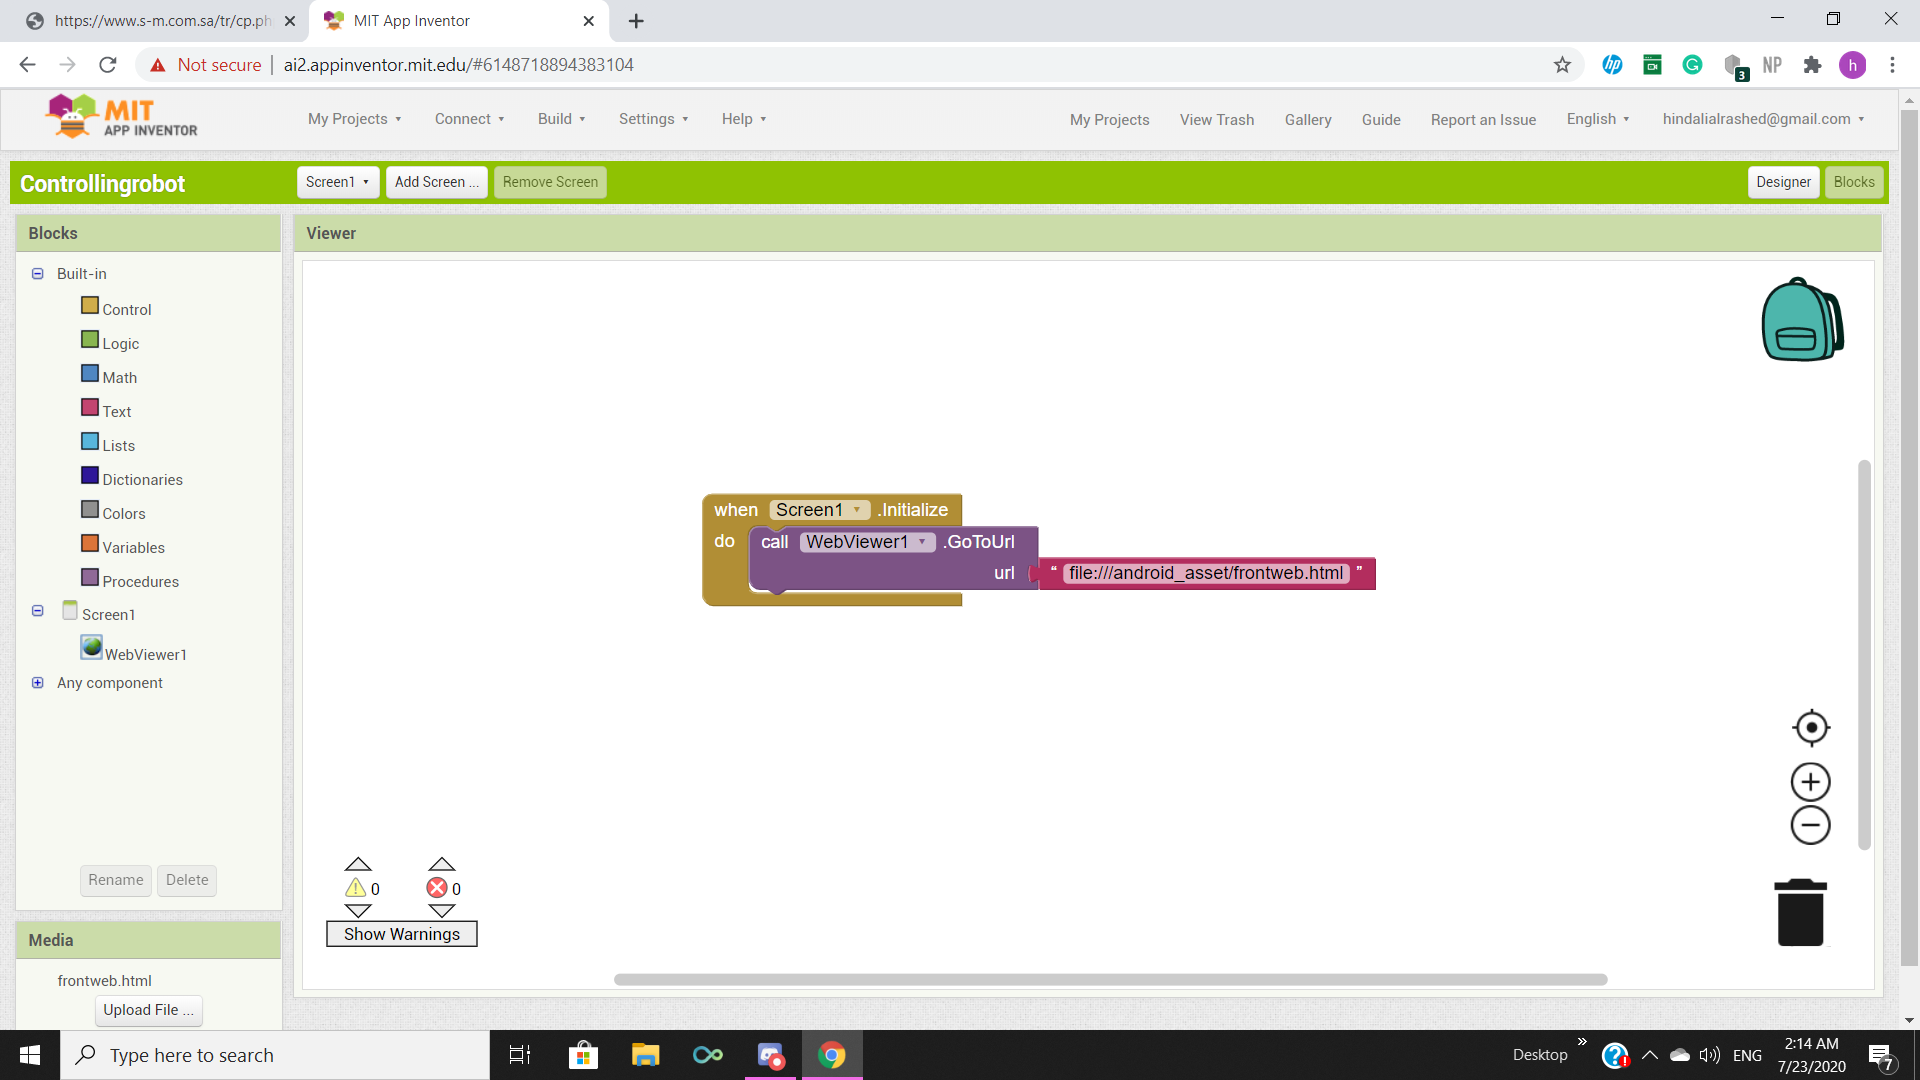 https://www.s-m.com.sa/tr/cp.ph
MIT App Inventor
Not secure
ai2.appinventor.mit.edu/#6148718894383104
NP
h
3
MIT
APP INVENTOR
My Projects
Connect
Build
Settings
Help
My Projects
View Trash
Gallery
Guide
Report an Issue
English
hindalialrashed@gmail.com
Controllingrobot
Screen1
Add Screen ...
Remove Screen
Designer
Blocks
Blocks
Viewer
Built-in
Control
Logic
Math
Text
Lists
Dictionaries
Colors
Variables
Procedures
Screen1
WebViewer1
Any component
Rename
Delete
when Screen1 .Initialize
do call WebViewer1 .GoToUrl
url “ file:///android_asset/frontweb.html ”
0
0
Show Warnings
Media
frontweb.html
Upload File ...
Type here to search
Desktop
ENG
2:14 AM
7/23/2020
7
hp